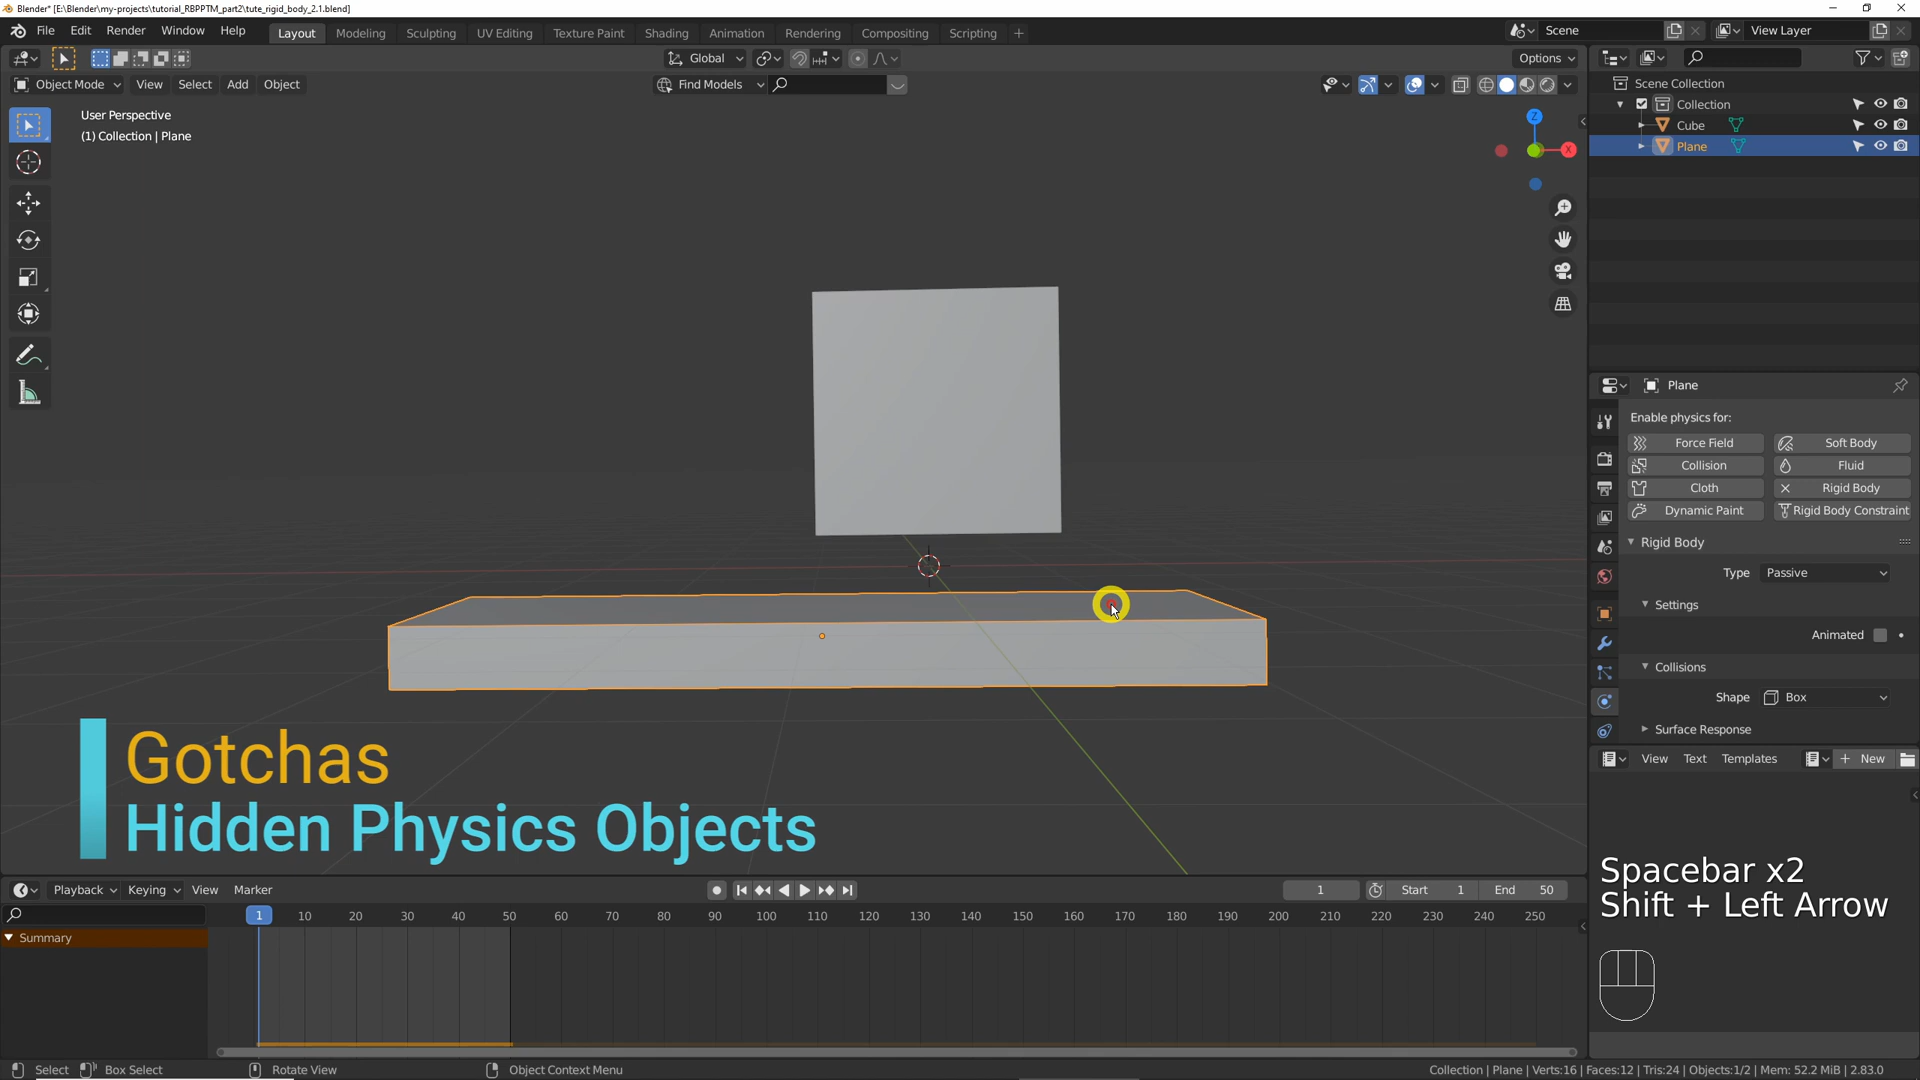 Blender* [E:\Blender\my-projects\tutorial_RBPPTM_part2\tute_rigid_body_2.1.blend]
File Edit Render Window Help Layout Modeling Sculpting UV Editing Texture Paint Shading Animation Rendering Compositing Scripting + Scene View Layer
Global Options
Object Mode View Select Add Object Find Models
User Perspective
(1) Collection | Plane
Z
X
Scene Collection
Collection
Cube
Plane
Plane
Enable physics for:
Force Field Soft Body
Collision Fluid
Cloth Rigid Body
Dynamic Paint Rigid Body Constraint
Rigid Body
Type Passive
Settings
Animated
Collisions
Shape Box
Surface Response
View Text Templates + New
Gotchas
Hidden Physics Objects
Spacebar x2
Shift + Left Arrow
Playback Keying View Marker 1 Start 1 End 50
1 10 20 30 40 50 60 70 80 90 100 110 120 130 140 150 160 170 180 190 200 210 220 230 240 250
Summary
Select Box Select Rotate View Object Context Menu Collection | Plane | Verts:16 | Faces:12 | Tris:24 | Objects:1/2 | Mem: 52.2 MiB | 2.83.0